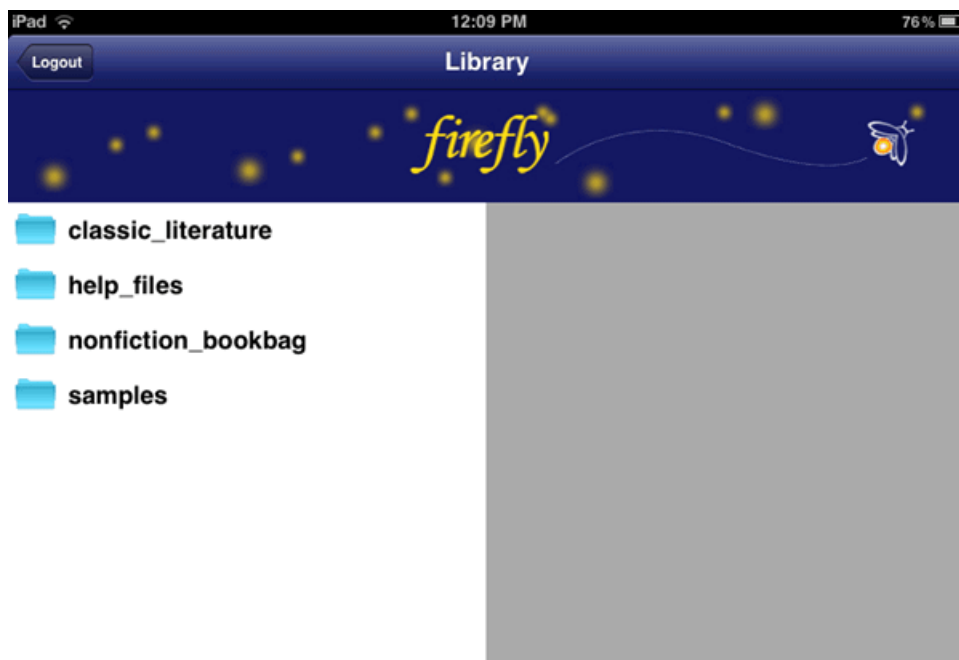 iPad 12:09 PM 76%
Logout Library
firefly
classic_literature
help_files
nonfiction_bookbag
samples